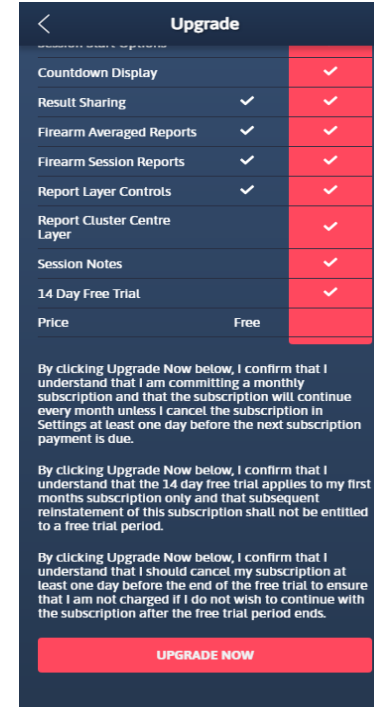 Upgrade
Session Start Options
Countdown Display
Result Sharing
Firearm Averaged Reports
Firearm Session Reports
Report Layer Controls
Report Cluster Centre
Layer
Session Notes
14 Day Free Trial
Price Free
By clicking Upgrade Now below, I confirm that I
understand that I am committing a monthly
subscription and that the subscription will continue
every month unless I cancel the subscription in
Settings at least one day before the next subscription
payment is due.
By clicking Upgrade Now below, I confirm that I
understand that the 14 day free trial applies to my first
months subscription only and that subsequent
reinstatement of this subscription shall not be entitled
to a free trial period.
By clicking Upgrade Now below, I confirm that I
understand that I should cancel my subscription at
least one day before the end of the free trial to ensure
that I am not charged if I do not wish to continue with
the subscription after the free trial period ends.
UPGRADE NOW